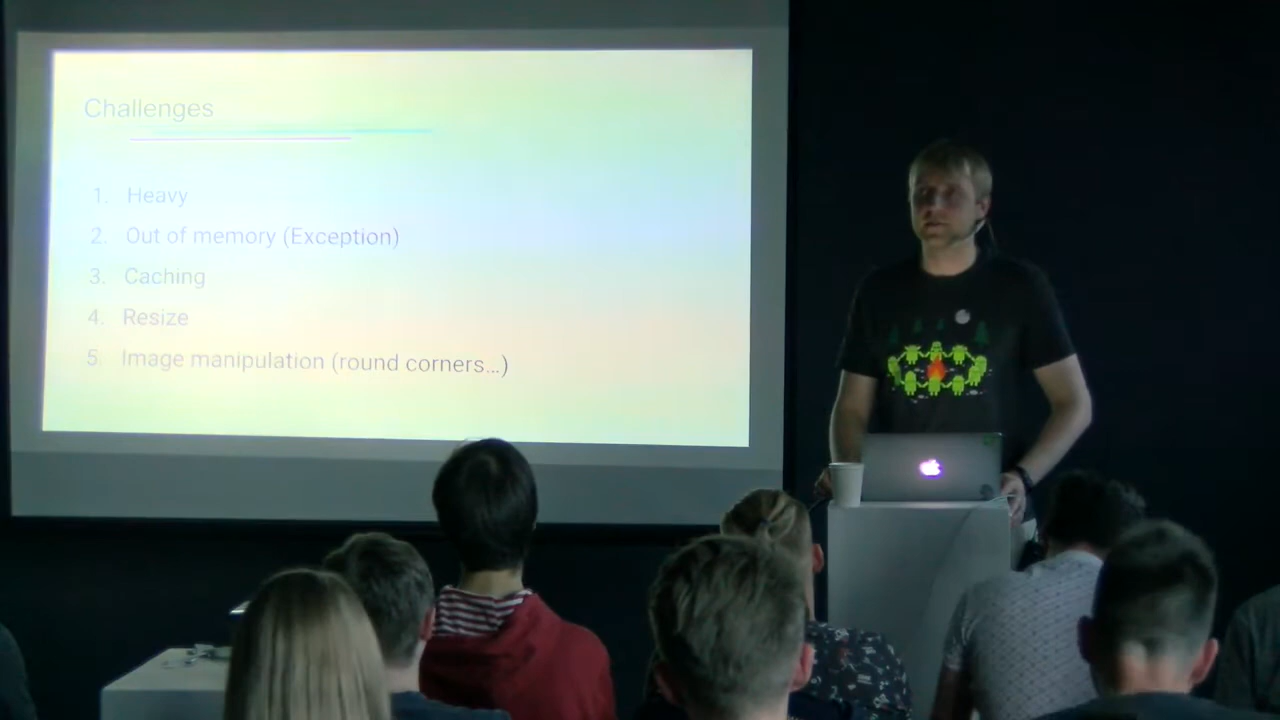 Challenges
1. Heavy
2. Out of memory (Exception)
3. Caching
4. Resize
5. Image manipulation (round corners...)